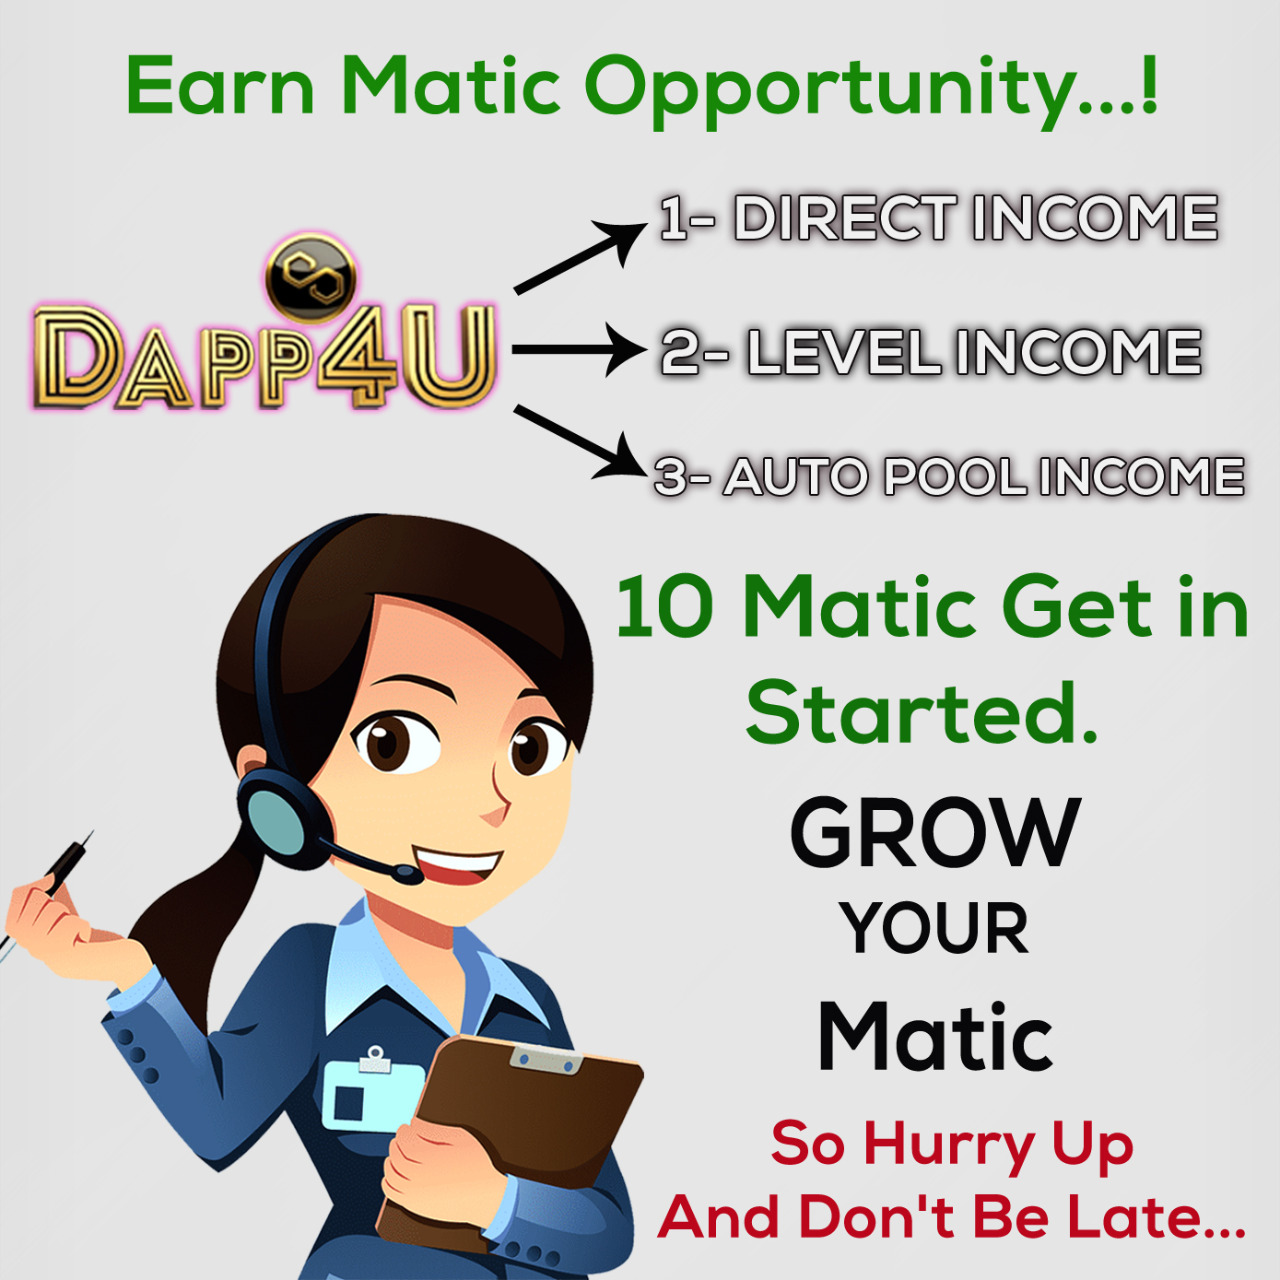 Earn Matic Opportunity...!
1- DIRECT INCOME
DAPP4U
2- LEVEL INCOME
3- AUTO POOL INCOME
10 Matic Get in
Started.
GROW
YOUR
Matic
So Hurry Up
And Don't Be Late...